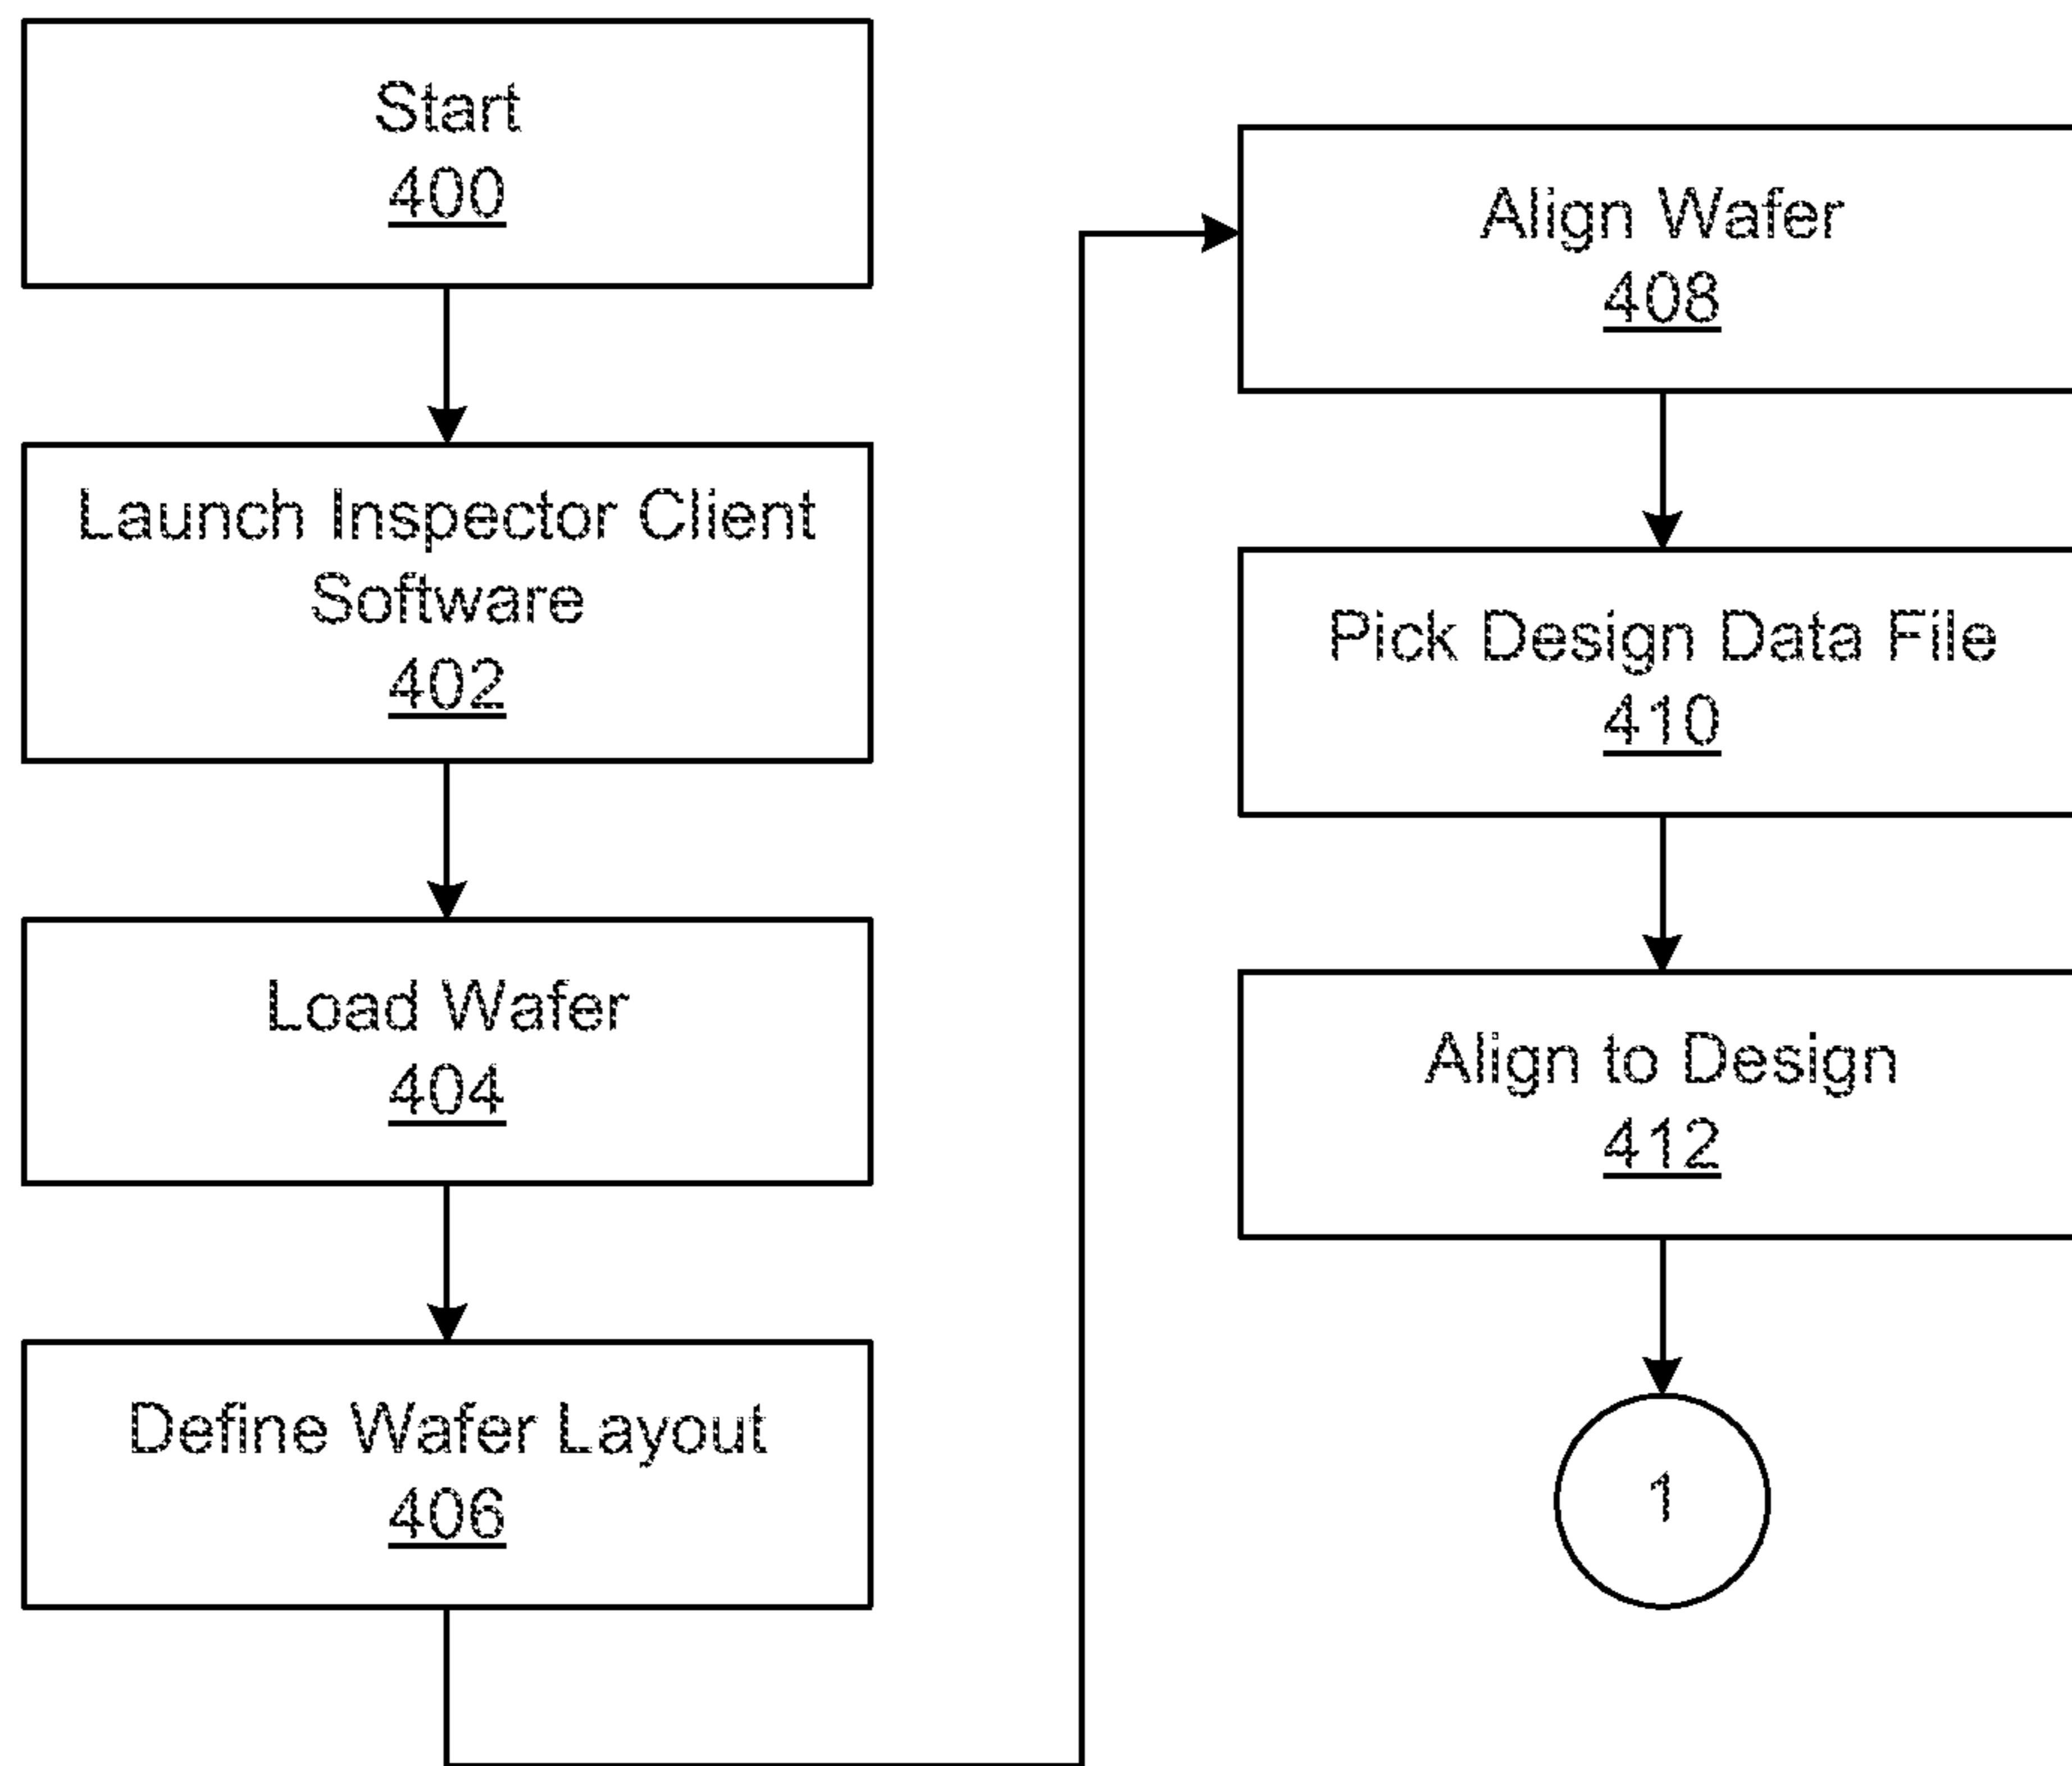 Start
400
Launch Inspector Client
Software
402
Load Wafer
404
Define Wafer Layout
406
Align Wafer
408
Pick Design Data File
410
Align to Design
412
1